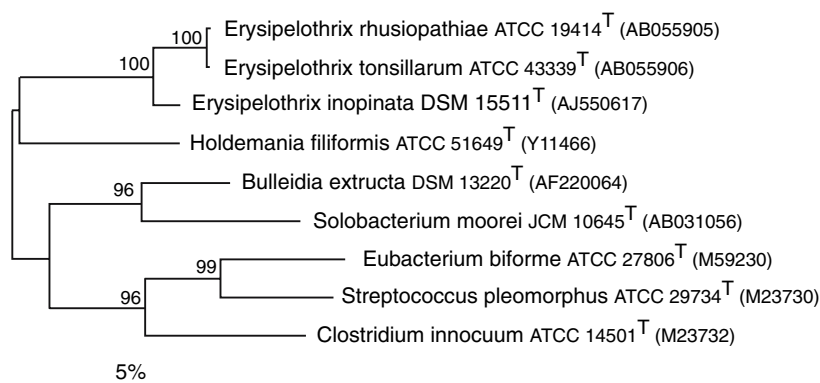 100 Erysipelothrix rhusiopathiae ATCC 19414T (AB055905)
100 Erysipelothrix tonsillarum ATCC 43339T (AB055906)
Erysipelothrix inopinata DSM 15511T (AJ550617)
Holdemania filiformis ATCC 51649T (Y11466)
96 Bulleidia extructa DSM 13220T (AF220064)
Solobacterium moorei JCM 10645T (AB031056)
99 Eubacterium biforme ATCC 27806T (M59230)
96 Streptococcus pleomorphus ATCC 29734T (M23730)
Clostridium innocuum ATCC 14501T (M23732)
5%